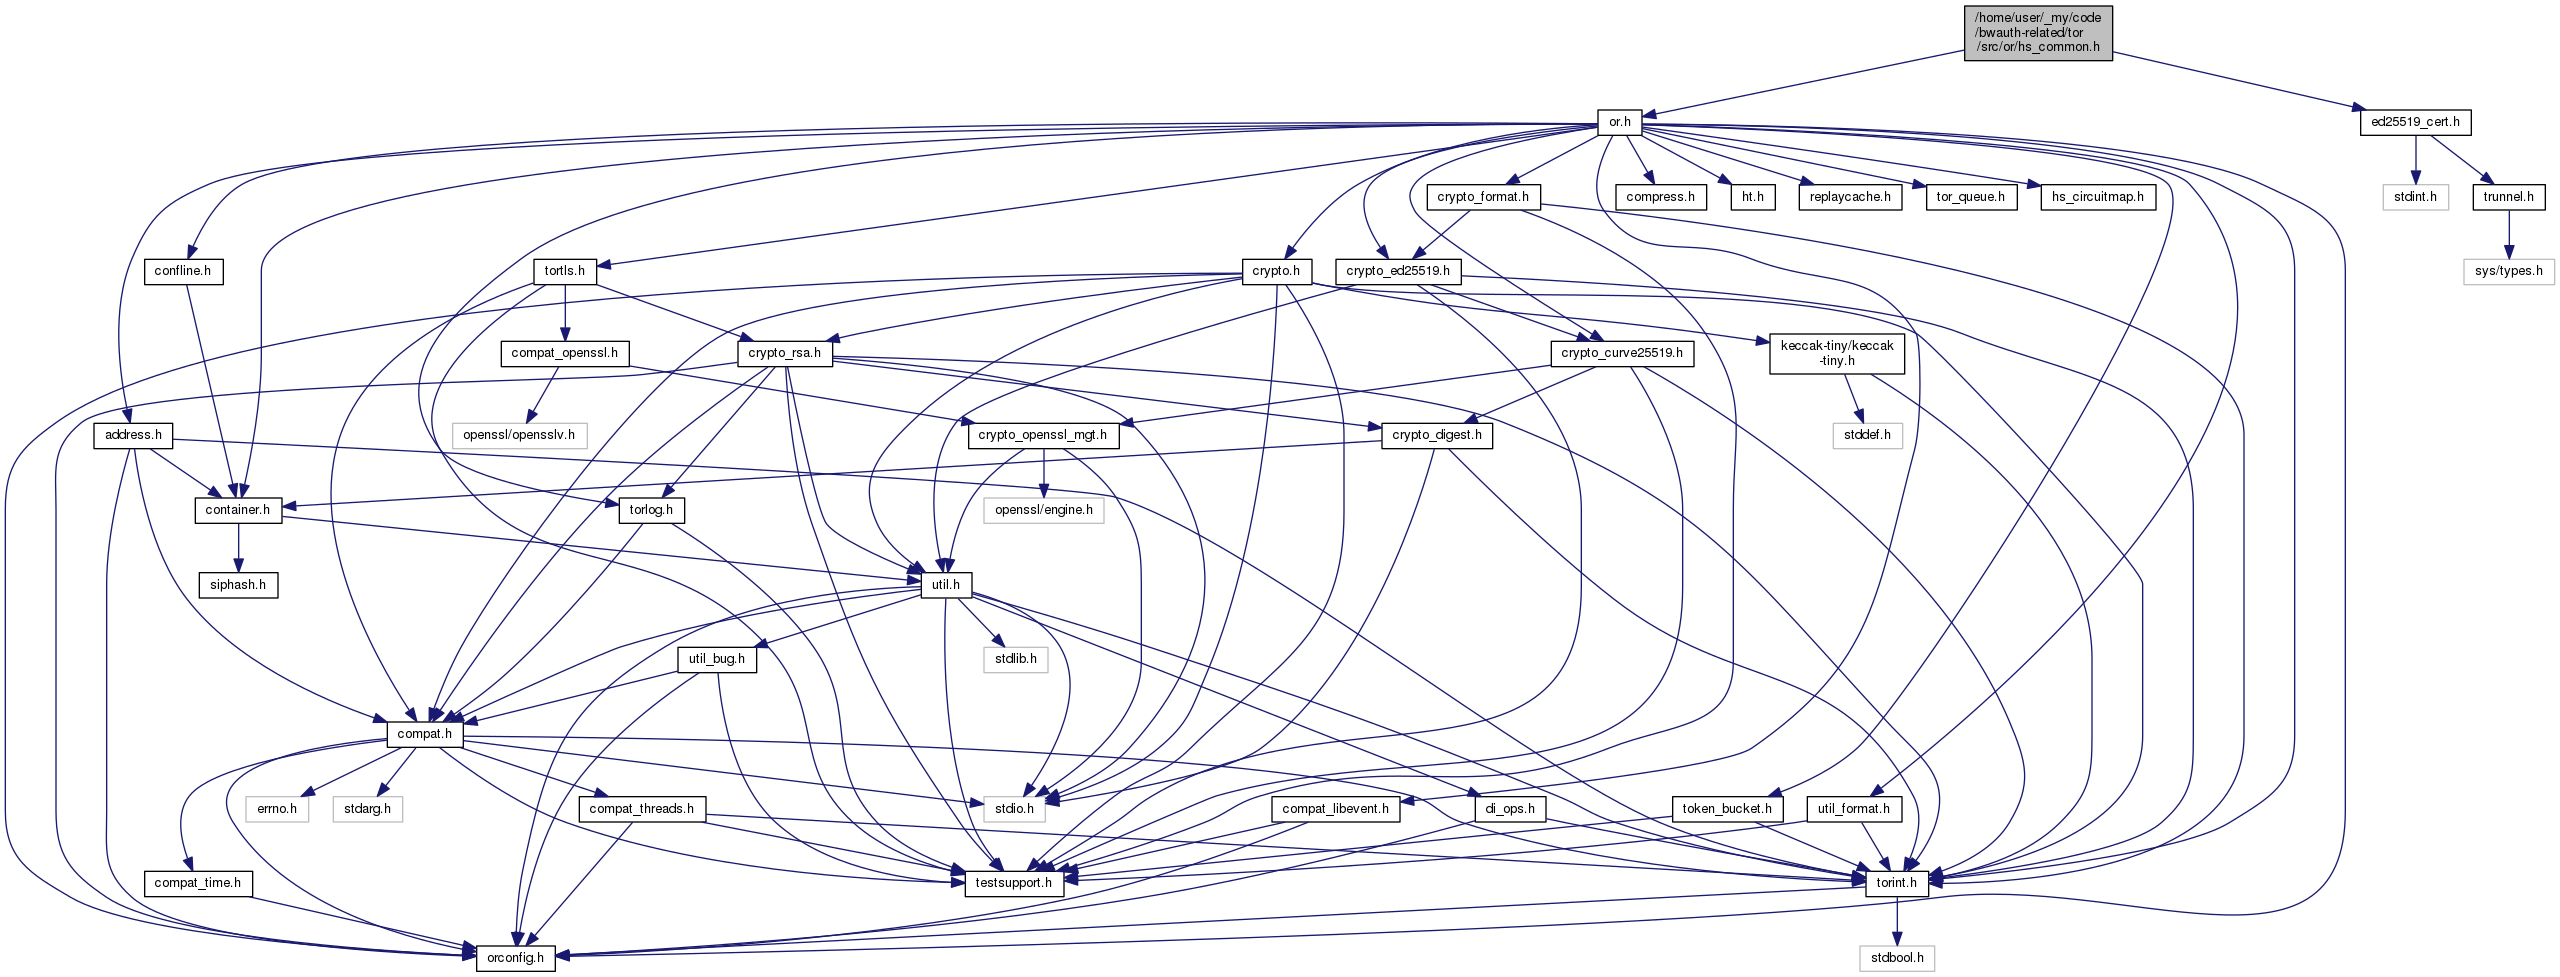 /home/user/_my/code
/bwauth-related/tor
/src/or/hs_common.h
or.h
ed25519_cert.h
crypto_format.h
compress.h
ht.h
replaycache.h
tor_queue.h
hs_circuitmap.h
stdint.h
trunnel.h
confline.h
tortls.h
crypto.h
crypto_ed25519.h
sys/types.h
compat_openssl.h
crypto_rsa.h
crypto_curve25519.h
keccak-tiny/keccak
-tiny.h
address.h
openssl/opensslv.h
crypto_openssl_mgt.h
crypto_digest.h
stddef.h
container.h
torlog.h
openssl/engine.h
siphash.h
util.h
util_bug.h
stdlib.h
compat.h
errno.h
stdarg.h
compat_threads.h
stdio.h
compat_libevent.h
di_ops.h
token_bucket.h
util_format.h
compat_time.h
testsupport.h
torint.h
orconfig.h
stdbool.h